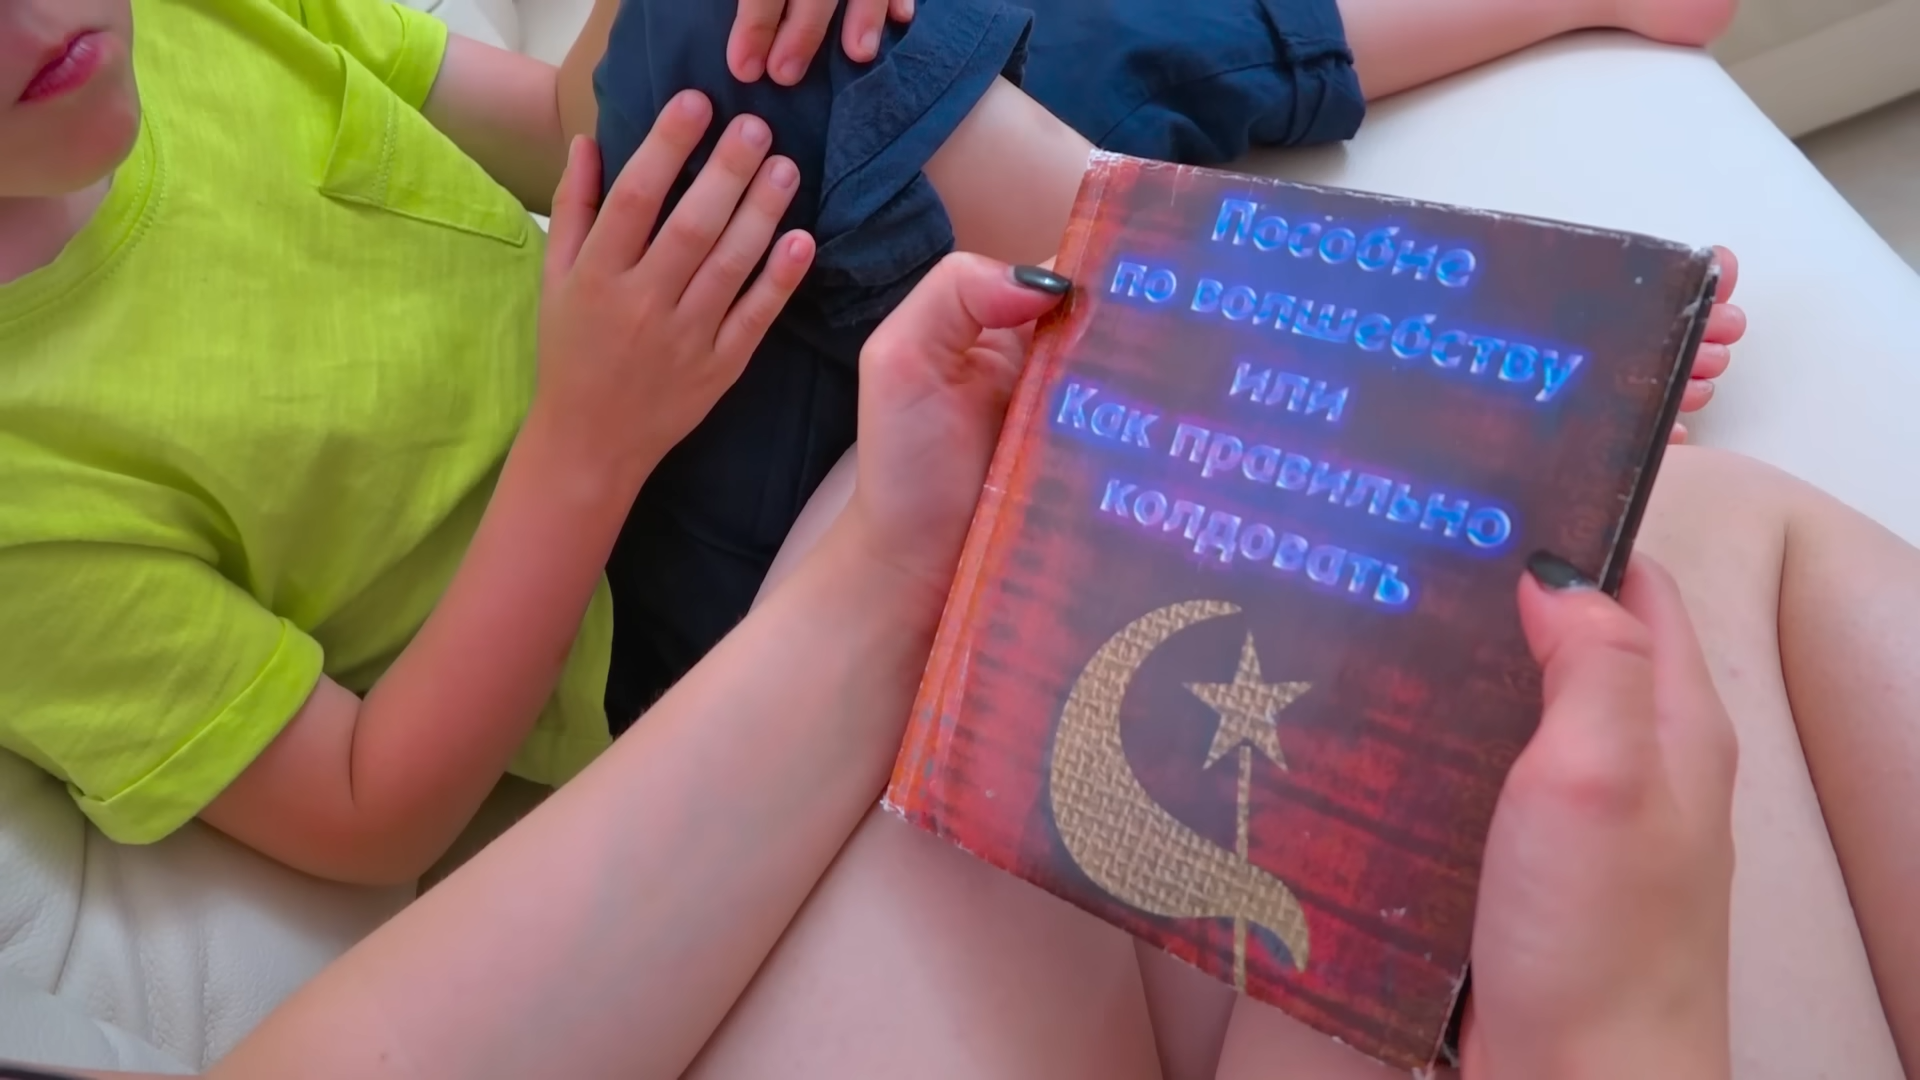 Пособие
по волшебству
или
Как правильно
колдовать